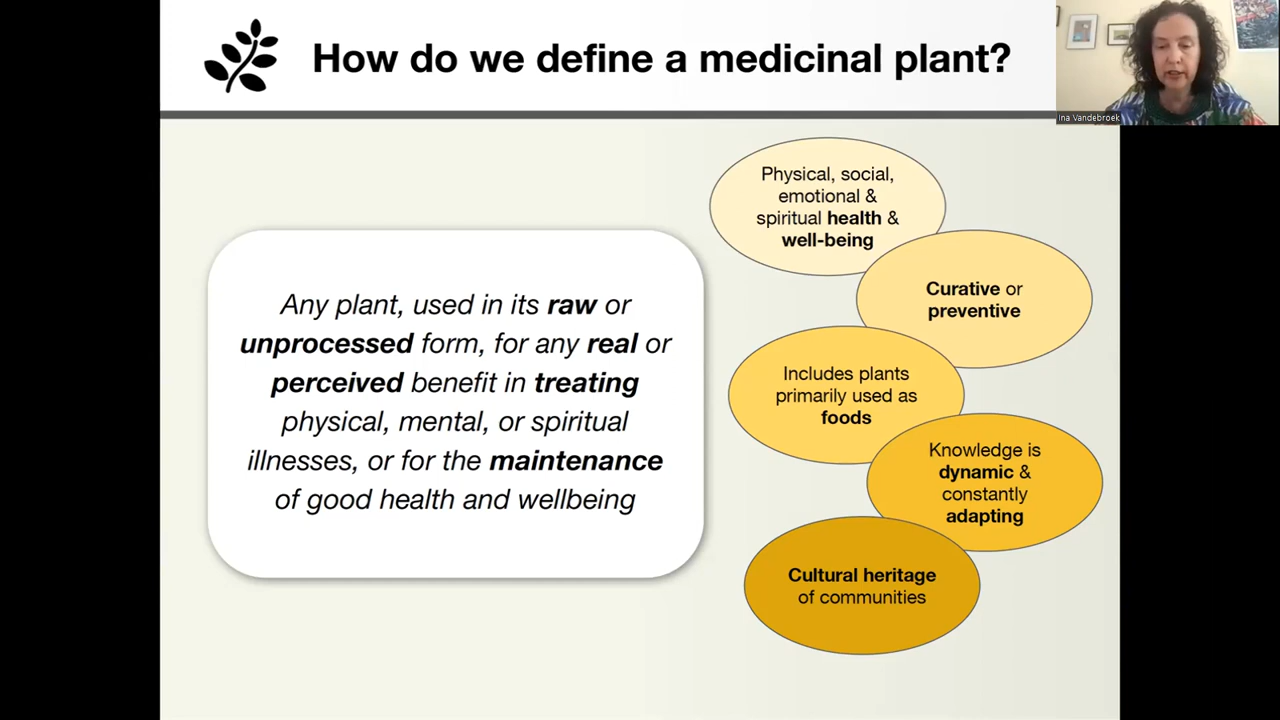 How do we define a medicinal plant?
Ina Vandebroek
Any plant, used in its raw or
unprocessed form, for any real or
perceived benefit in treating
physical, mental, or spiritual
illnesses, or for the maintenance
of good health and wellbeing
Physical, social,
emotional &
spiritual health &
well-being
Curative or
preventive
Includes plants
primarily used as
foods
Knowledge is
dynamic &
constantly
adapting
Cultural heritage
of communities